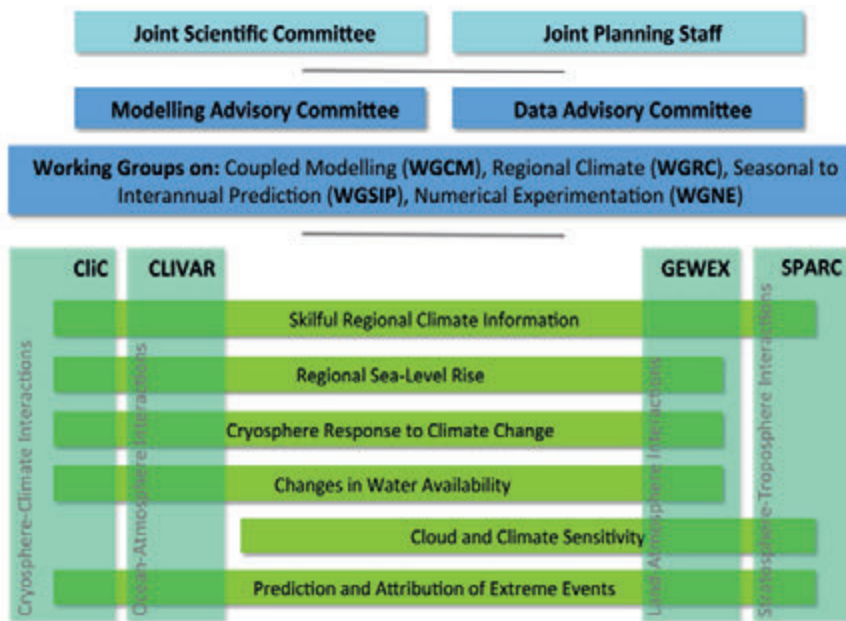 Joint Scientific Committee
Joint Planning Staff
Modelling Advisory Committee
Data Advisory Committee
Working Groups on: Coupled Modelling (WGCM), Regional Climate (WGRC), Seasonal to
Interannual Prediction (WGSIP), Numerical Experimentation (WGNE)
CliC
CLIVAR
GEWEX
SPARC
Skilful Regional Climate Information
Regional Sea-Level Rise
Cryosphere Response to Climate Change
Changes in Water Availability
Cloud and Climate Sensitivity
Prediction and Attribution of Extreme Events
Cryosphere-Climate Interactions
Ocean-Atmosphere Interactions
Land-Atmosphere Interactions
Stratosphere-Troposphere Interactions